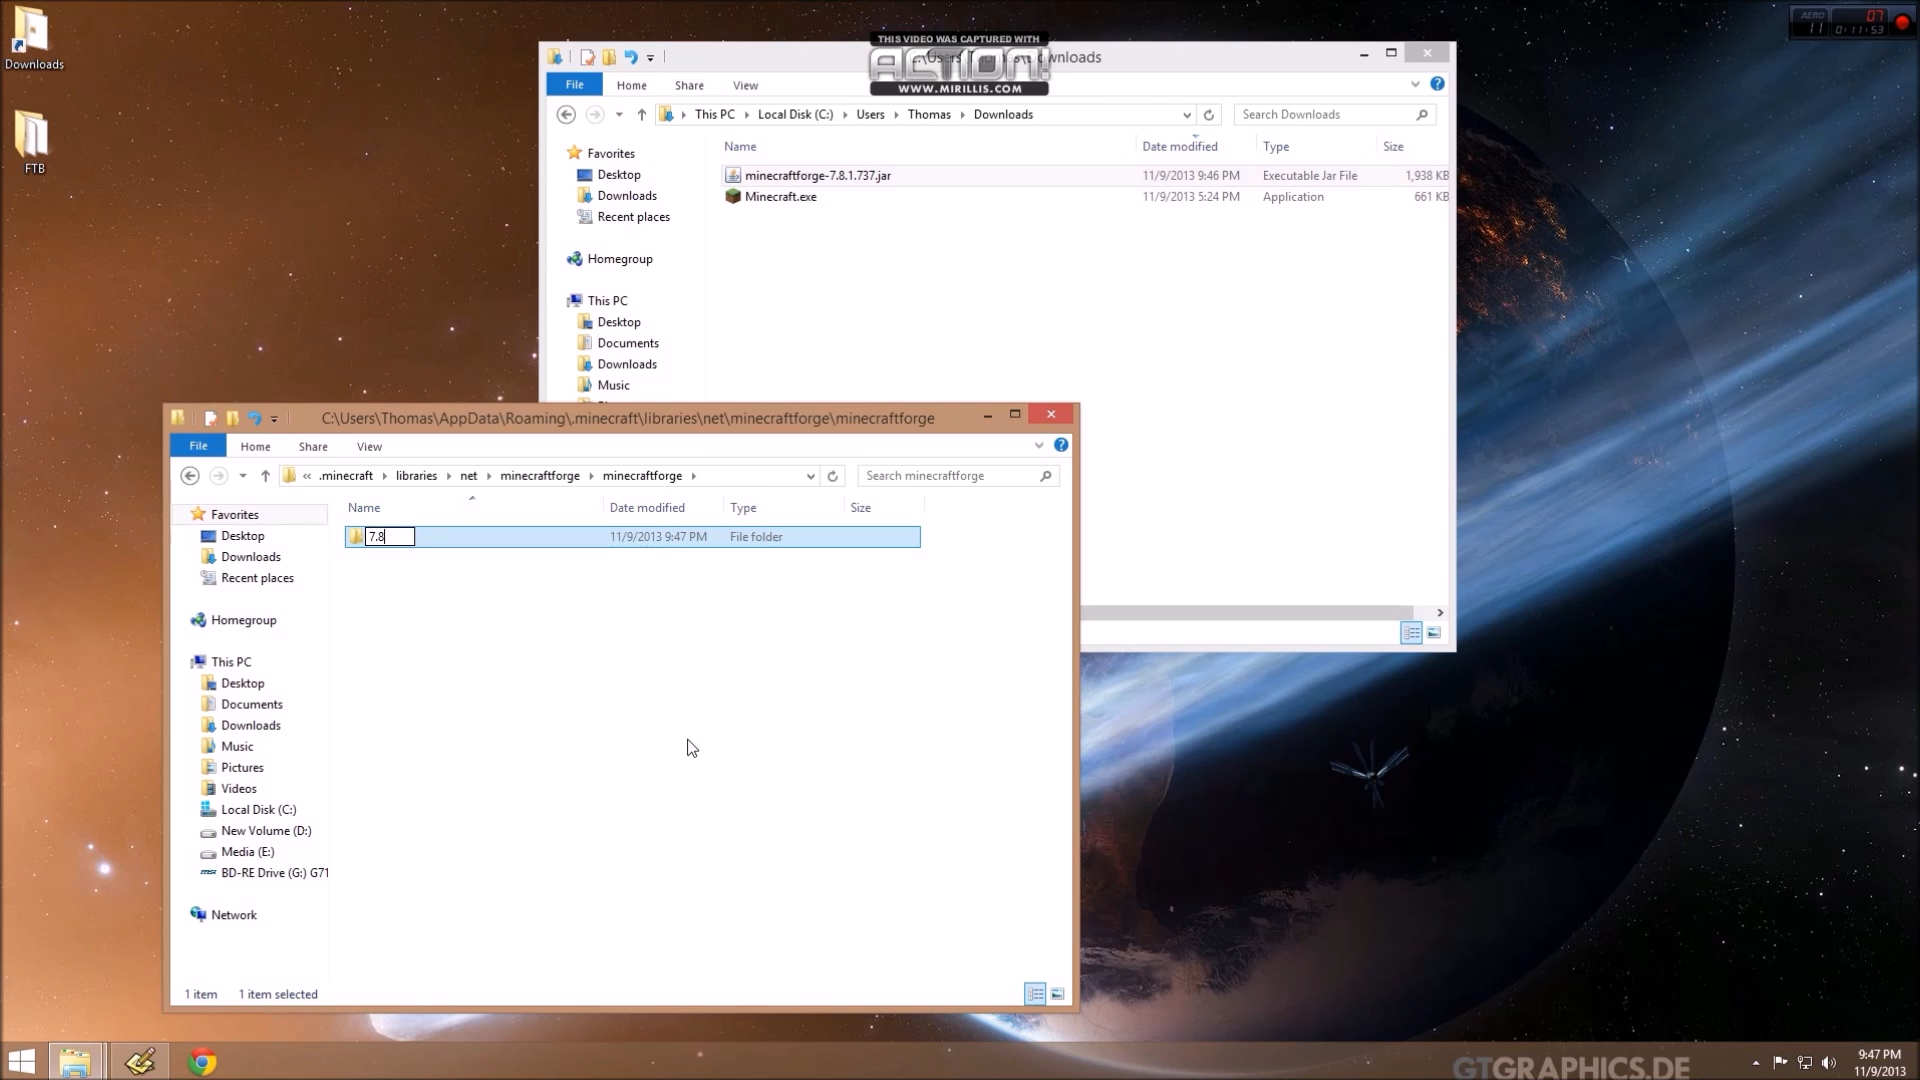 Downloads
FTB
THIS VIDEO WAS CAPTURED WITH
ACTION!
WWW.MIRILLIS.COM
AERO 11 07 0:11:53
File Home Share View
This PC Local Disk (C:) Users Thomas Downloads Search Downloads
Name Date modified Type Size
minecraftforge-7.8.1.737.jar 11/9/2013 9:46 PM Executable Jar File 1,938 KB
Minecraft.exe 11/9/2013 5:24 PM Application 661 KB
Favorites
Desktop
Downloads
Recent places
Homegroup
This PC
Desktop
Documents
Downloads
Music
C:\Users\Thomas\AppData\Roaming\.minecraft\libraries\net\minecraftforge\minecraftforge
File Home Share View
« .minecraft libraries net minecraftforge minecraftforge Search minecraftforge
Name Date modified Type Size
7.8 11/9/2013 9:47 PM File folder
Favorites
Desktop
Downloads
Recent places
Homegroup
This PC
Desktop
Documents
Downloads
Music
Pictures
Videos
Local Disk (C:)
New Volume (D:)
Media (E:)
BD-RE Drive (G:) G71
Network
1 item 1 item selected
GTGRAPHICS.DE
9:47 PM
11/9/2013